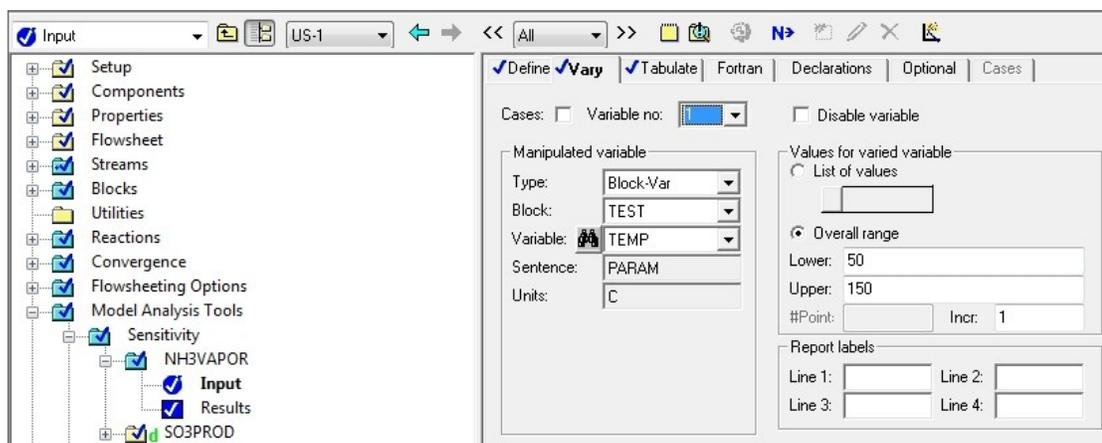 Input US-1 << All >> N>
Setup
Components
Properties
Flowsheet
Streams
Blocks
Utilities
Reactions
Convergence
Flowsheeting Options
Model Analysis Tools
Sensitivity
NH3VAPOR
Input
Results
d SO3PROD
Define Vary Tabulate Fortran Declarations Optional Cases
Cases: Variable no: 1 Disable variable
Manipulated variable
Type: Block-Var
Block: TEST
Variable: TEMP
Sentence: PARAM
Units: C
Values for varied variable
List of values
Overall range
Lower: 50
Upper: 150
#Point: Incr: 1
Report labels
Line 1: Line 2:
Line 3: Line 4: